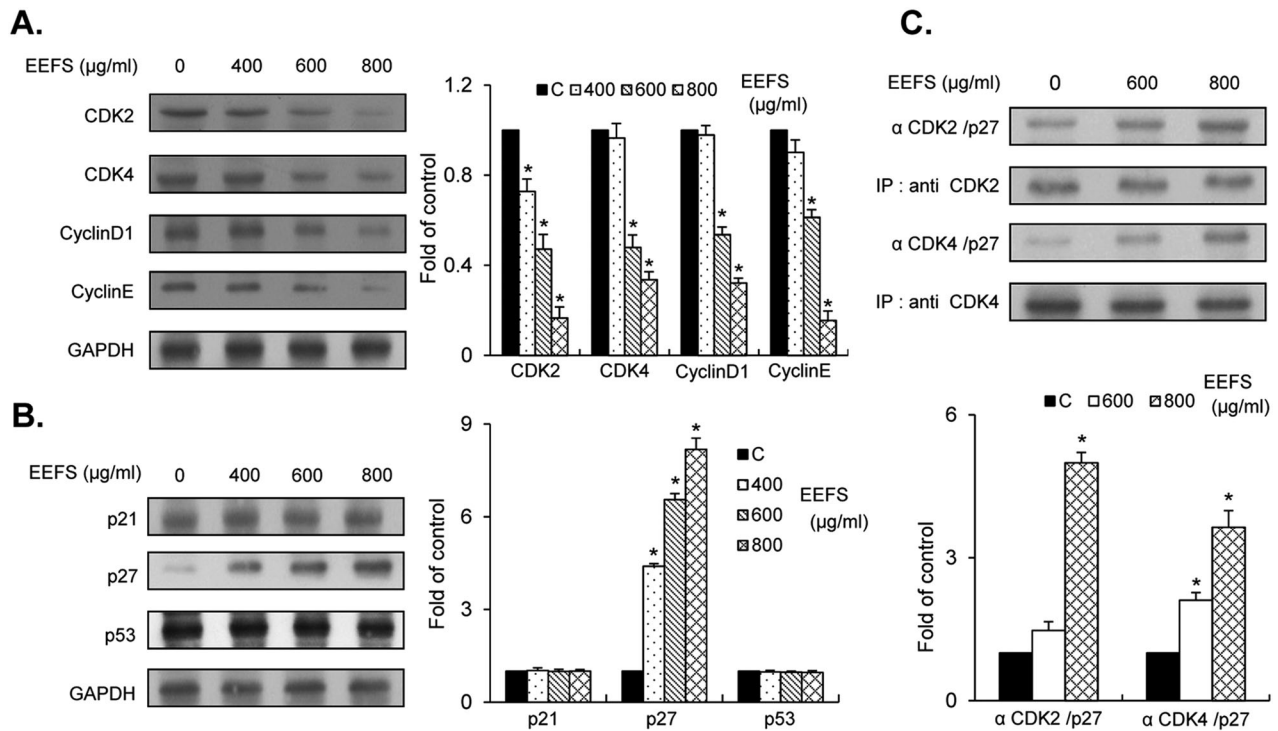 A.
EEFS (µg/ml) 0 400 600 800
CDK2
CDK4
CyclinD1
CyclinE
GAPDH
C 400 600 800 EEFS
(µg/ml)
Fold of control
1.2
0.8
0.4
0
CDK2 CDK4 CyclinD1 CyclinE
* * * * * * * * *
B.
EEFS (µg/ml) 0 400 600 800
p21
p27
p53
GAPDH
Fold of control
9
6
3
0
p21 p27 p53
* * *
C
400
600
800
EEFS
(µg/ml)
C.
EEFS (µg/ml) 0 600 800
α CDK2 /p27
IP : anti CDK2
α CDK4 /p27
IP : anti CDK4
C 600 800 EEFS
(µg/ml)
Fold of control
6
3
0
α CDK2 /p27 α CDK4 /p27
* * *